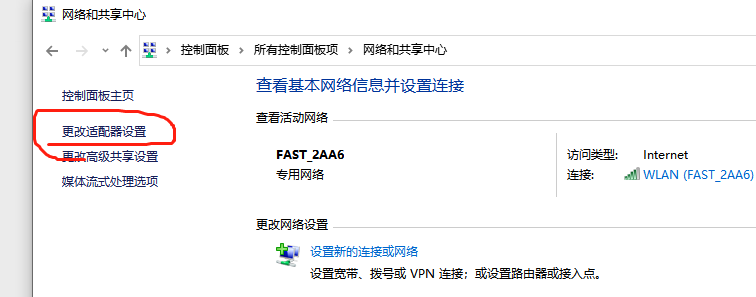 网络和共享中心
控制面板 > 所有控制面板项 > 网络和共享中心
控制面板主页
更改适配器设置
更改高级共享设置
媒体流式处理选项
查看基本网络信息并设置连接
查看活动网络
FAST_2AA6
专用网络
访问类型: Internet
连接: WLAN (FAST_2AA6)
更改网络设置
设置新的连接或网络
设置宽带、拨号或 VPN 连接；或设置路由器或接入点。